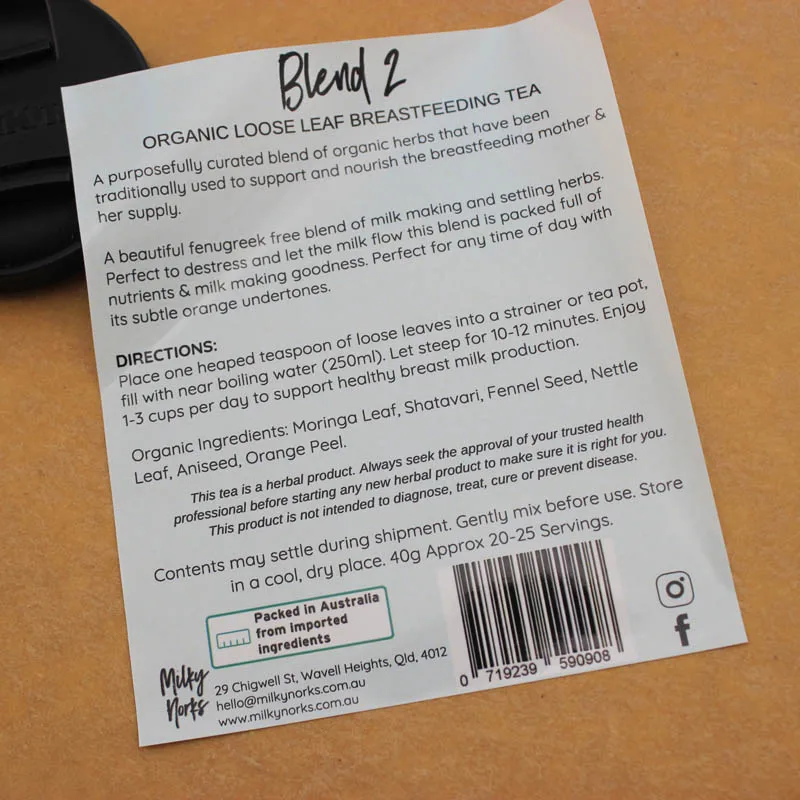 Blend 2
ORGANIC LOOSE LEAF BREASTFEEDING TEA
A purposefully curated blend of organic herbs that have been
traditionally used to support and nourish the breastfeeding mother &
her supply.
A beautiful fenugreek free blend of milk making and settling herbs.
Perfect to destress and let the milk flow this blend is packed full of
nutrients & milk making goodness. Perfect for any time of day with
its subtle orange undertones.
DIRECTIONS:
Place one heaped teaspoon of loose leaves into a strainer or tea pot,
fill with near boiling water (250ml). Let steep for 10-12 minutes. Enjoy
1-3 cups per day to support healthy breast milk production.
Organic Ingredients: Moringa Leaf, Shatavari, Fennel Seed, Nettle
Leaf, Aniseed, Orange Peel.
This tea is a herbal product. Always seek the approval of your trusted health
professional before starting any new herbal product to make sure it is right for you.
This product is not intended to diagnose, treat, cure or prevent disease.
Contents may settle during shipment. Gently mix before use. Store
in a cool, dry place. 40g Approx 20-25 Servings.
Packed in Australia
from imported
ingredients
Milky
Norks
29 Chigwell St, Wavell Heights, Qld, 4012
hello@milkynorks.com.au
www.milkynorks.com.au
0 719239 590908